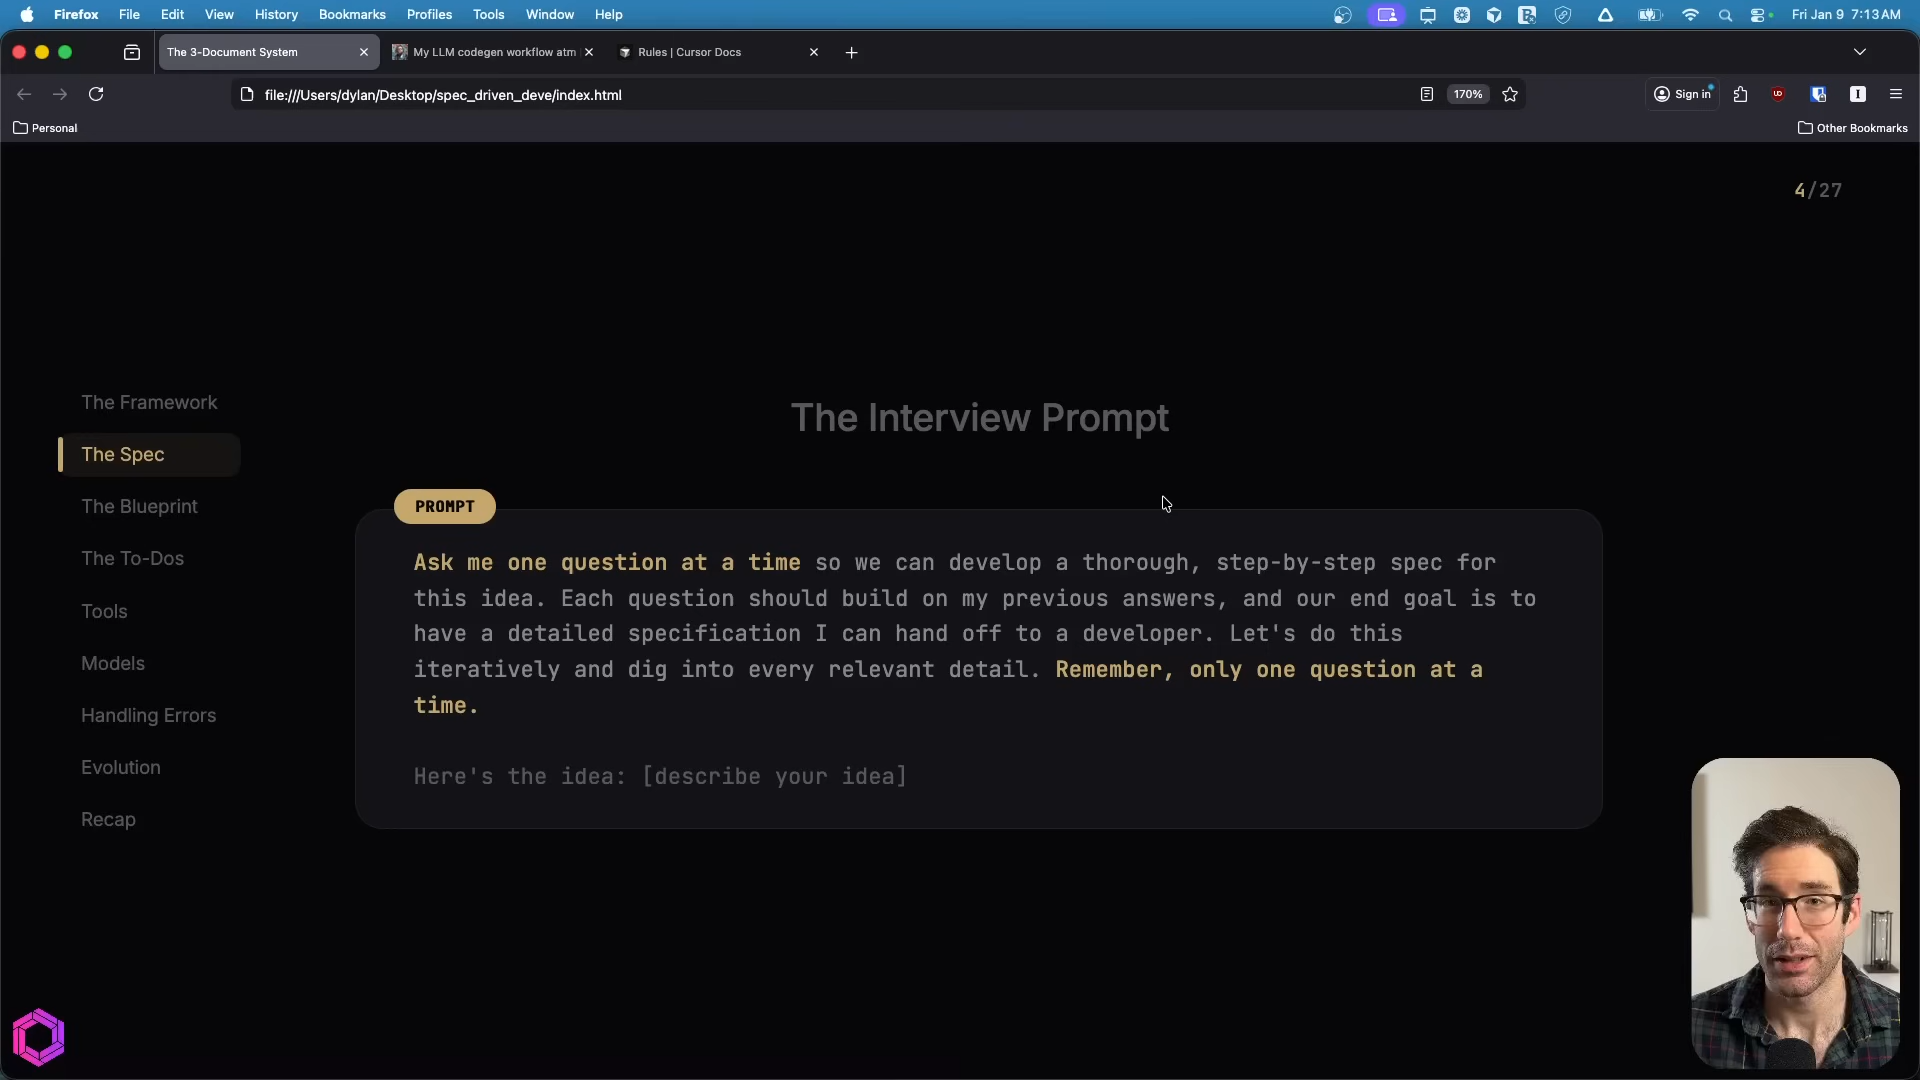 Firefox File Edit View History Bookmarks Profiles Tools Window Help
Fri Jan 9 7:13 AM
The 3-Document System
My LLM codegen workflow atm
Rules | Cursor Docs
file:///Users/dylan/Desktop/spec_driven_deve/index.html
170%
Sign in
Personal
Other Bookmarks
4/27
The Framework
The Spec
The Blueprint
The To-Dos
Tools
Models
Handling Errors
Evolution
Recap
The Interview Prompt
PROMPT
Ask me one question at a time so we can develop a thorough, step-by-step spec for
this idea. Each question should build on my previous answers, and our end goal is to
have a detailed specification I can hand off to a developer. Let's do this
iteratively and dig into every relevant detail. Remember, only one question at a
time.
Here's the idea: [describe your idea]